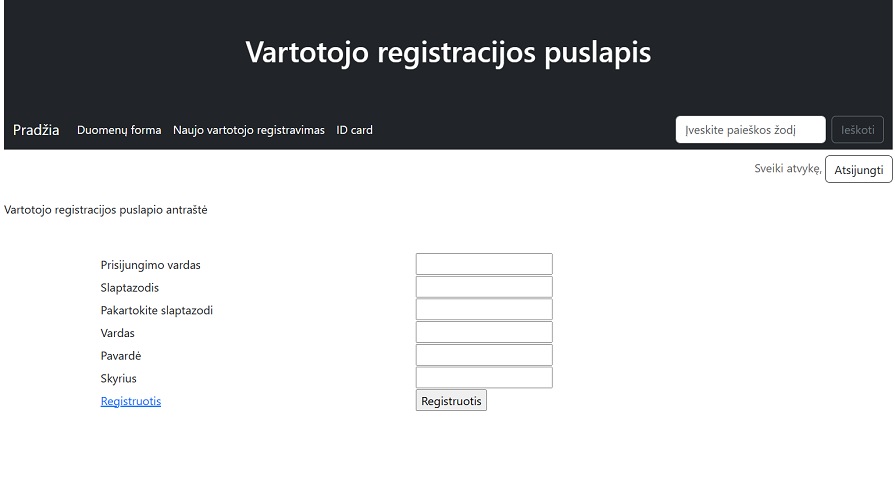 Vartotojo registracijos puslapis
Pradžia Duomenų forma Naujo vartotojo registravimas ID card Įveskite paieškos žodį Ieškoti
Sveiki atvykę, Atsijungti
Vartotojo registracijos puslapio antraštė
Prisijungimo vardas
Slaptazodis
Pakartokite slaptazodi
Vardas
Pavardė
Skyrius
Registruotis Registruotis